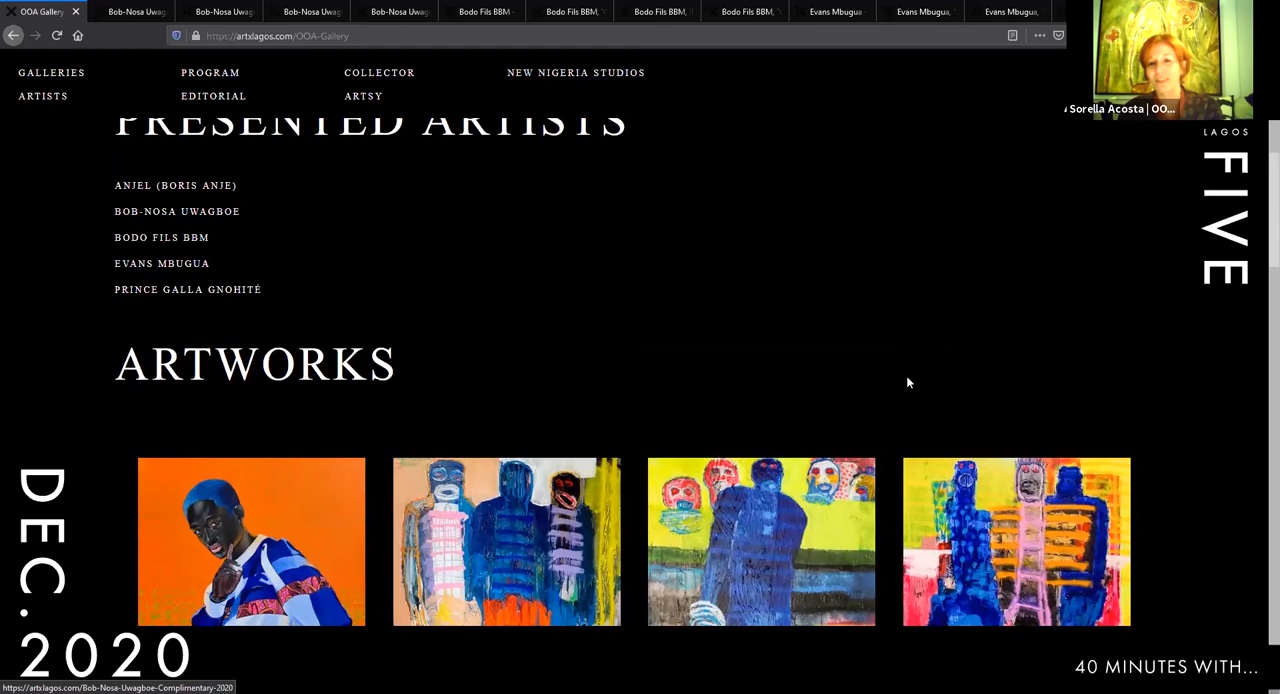 OOA Gallery
Bob-Nosa Uwag
Bob-Nosa Uwag
Bob-Nosa Uwag
Bob-Nosa Uwag
Bodo Fils BBM -
Bodo Fils BBM,
Bodo Fils BBM,
Bodo Fils BBM,
Evans Mbugua -
Evans Mbugua,
Evans Mbugua,
https://artxlagos.com/OOA-Gallery
GALLERIES PROGRAM COLLECTOR NEW NIGERIA STUDIOS
ARTISTS EDITORIAL ARTSY
Sorella Acosta | OO...
PRESENTED ARTISTS
LAGOS
FIVE
ANJEL (BORIS ANJE)
BOB-NOSA UWAGBOE
BODO FILS BBM
EVANS MBUGUA
PRINCE GALLA GNOHITÉ
ARTWORKS
DEC.
2020
40 MINUTES WITH...
https://artxlagos.com/Bob-Nosa-Uwagboe-Complimentary-2020